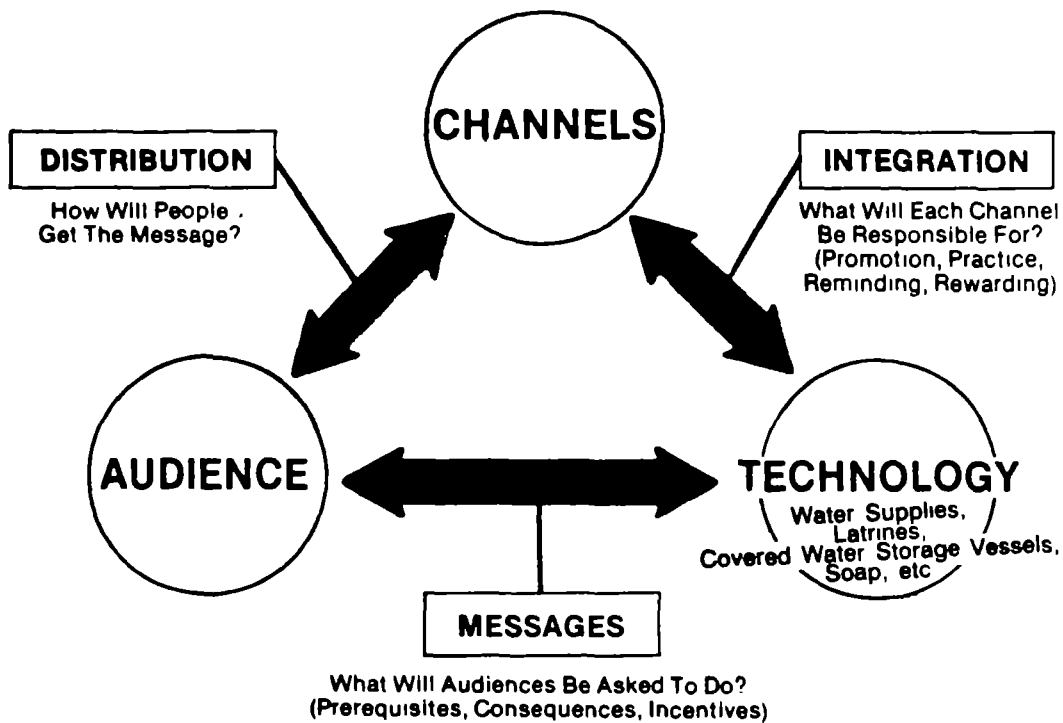 CHANNELS
DISTRIBUTION
How Will People .
Get The Message?
INTEGRATION
What Will Each Channel
Be Responsible For?
(Promotion, Practice,
Reminding, Rewarding)
AUDIENCE
TECHNOLOGY
Water Supplies,
Latrines,
Covered Water Storage Vessels,
Soap, etc
MESSAGES
What Will Audiences Be Asked To Do?
(Prerequisites, Consequences, Incentives)